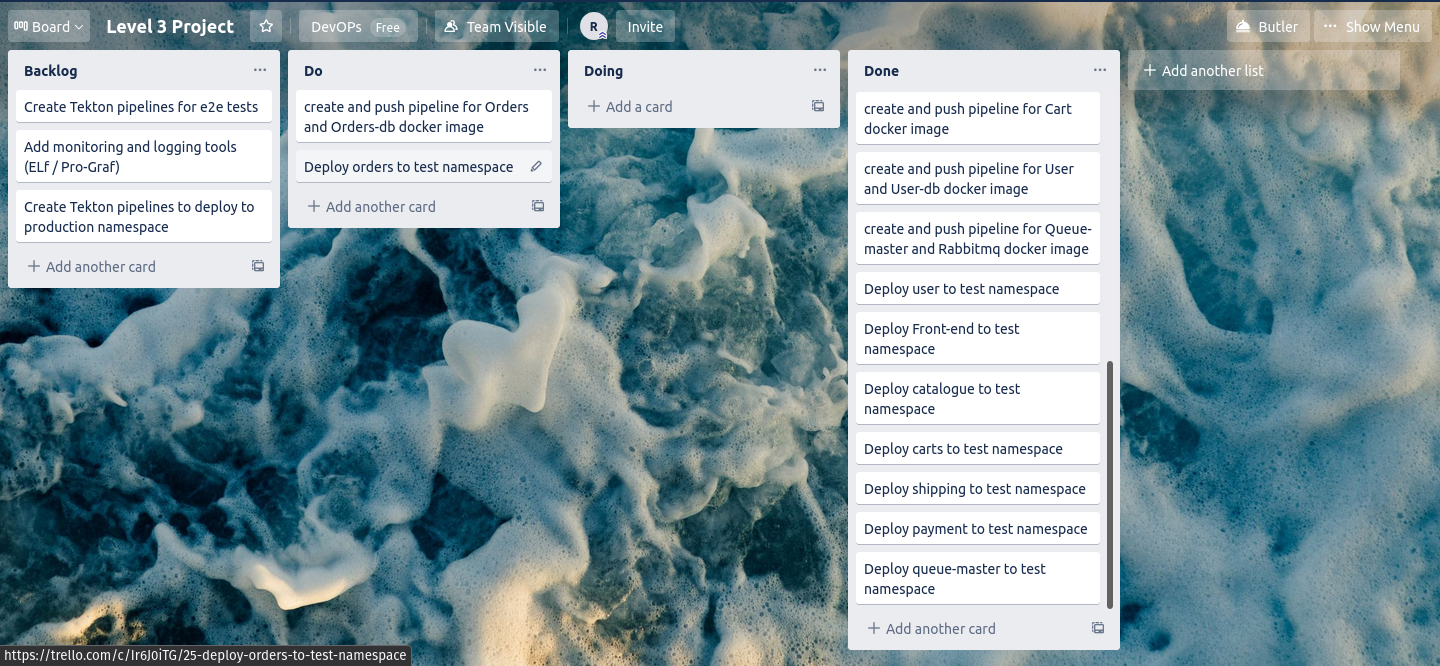 Board
Level 3 Project
DevOPs Free
Team Visible
R
Invite
Butler
Show Menu
Backlog
Create Tekton pipelines for e2e tests
Add monitoring and logging tools
(ELf / Pro-Graf)
Create Tekton pipelines to deploy to
production namespace
+ Add another card
Do
create and push pipeline for Orders
and Orders-db docker image
Deploy orders to test namespace
+ Add another card
Doing
+ Add a card
Done
create and push pipeline for Cart
docker image
create and push pipeline for User
and User-db docker image
create and push pipeline for Queue-
master and Rabbitmq docker image
Deploy user to test namespace
Deploy Front-end to test
namespace
Deploy catalogue to test
namespace
Deploy carts to test namespace
Deploy shipping to test namespace
Deploy payment to test namespace
Deploy queue-master to test
namespace
+ Add another card
+ Add another list
https://trello.com/c/Ir6J0iTG/25-deploy-orders-to-test-namespace